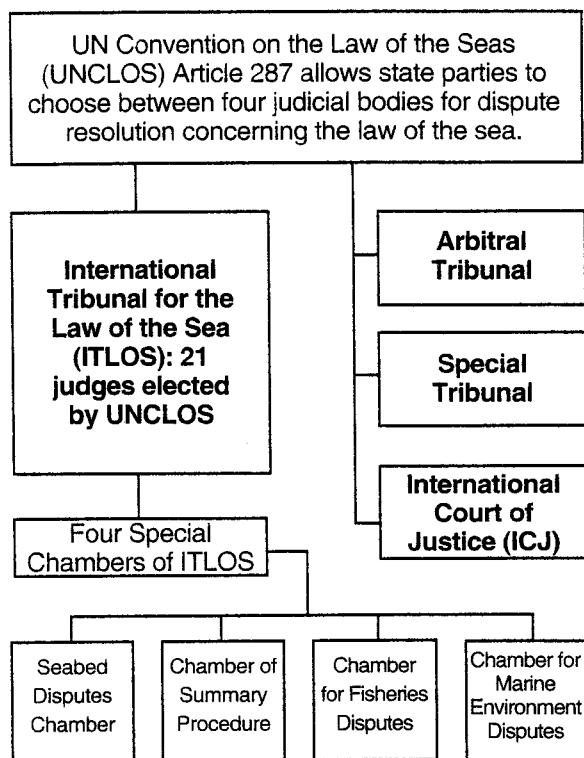 UN Convention on the Law of the Seas
(UNCLOS) Article 287 allows state parties to
choose between four judicial bodies for dispute
resolution concerning the law of the sea.
International
Tribunal for the
Law of the Sea
(ITLOS): 21
judges elected
by UNCLOS
Arbitral
Tribunal
Special
Tribunal
International
Court of
Justice (ICJ)
Four Special
Chambers of ITLOS
Seabed
Disputes
Chamber
Chamber of
Summary
Procedure
Chamber
for Fisheries
Disputes
Chamber for
Marine
Environment
Disputes